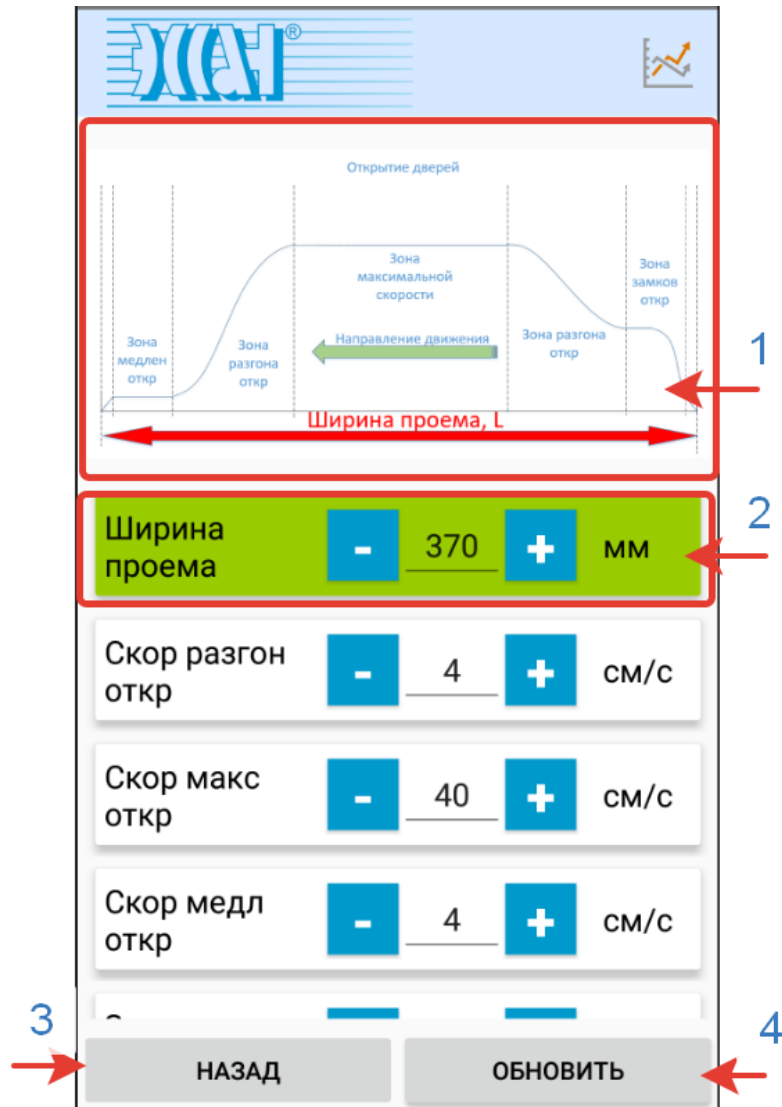 ЭКАН®
Открытие дверей
Зона
максимальной
скорости
Зона
замков
откр
Зона
медлен
откр
Зона
разгона
откр
Направление движения
Зона разгона
откр
1
Ширина проема, L
2
Ширина
проема
- 370 + мм
Скор разгон
откр
- 4 + см/с
Скор макс
откр
- 40 + см/с
Скор медл
откр
- 4 + см/с
3
4
НАЗАД
ОБНОВИТЬ